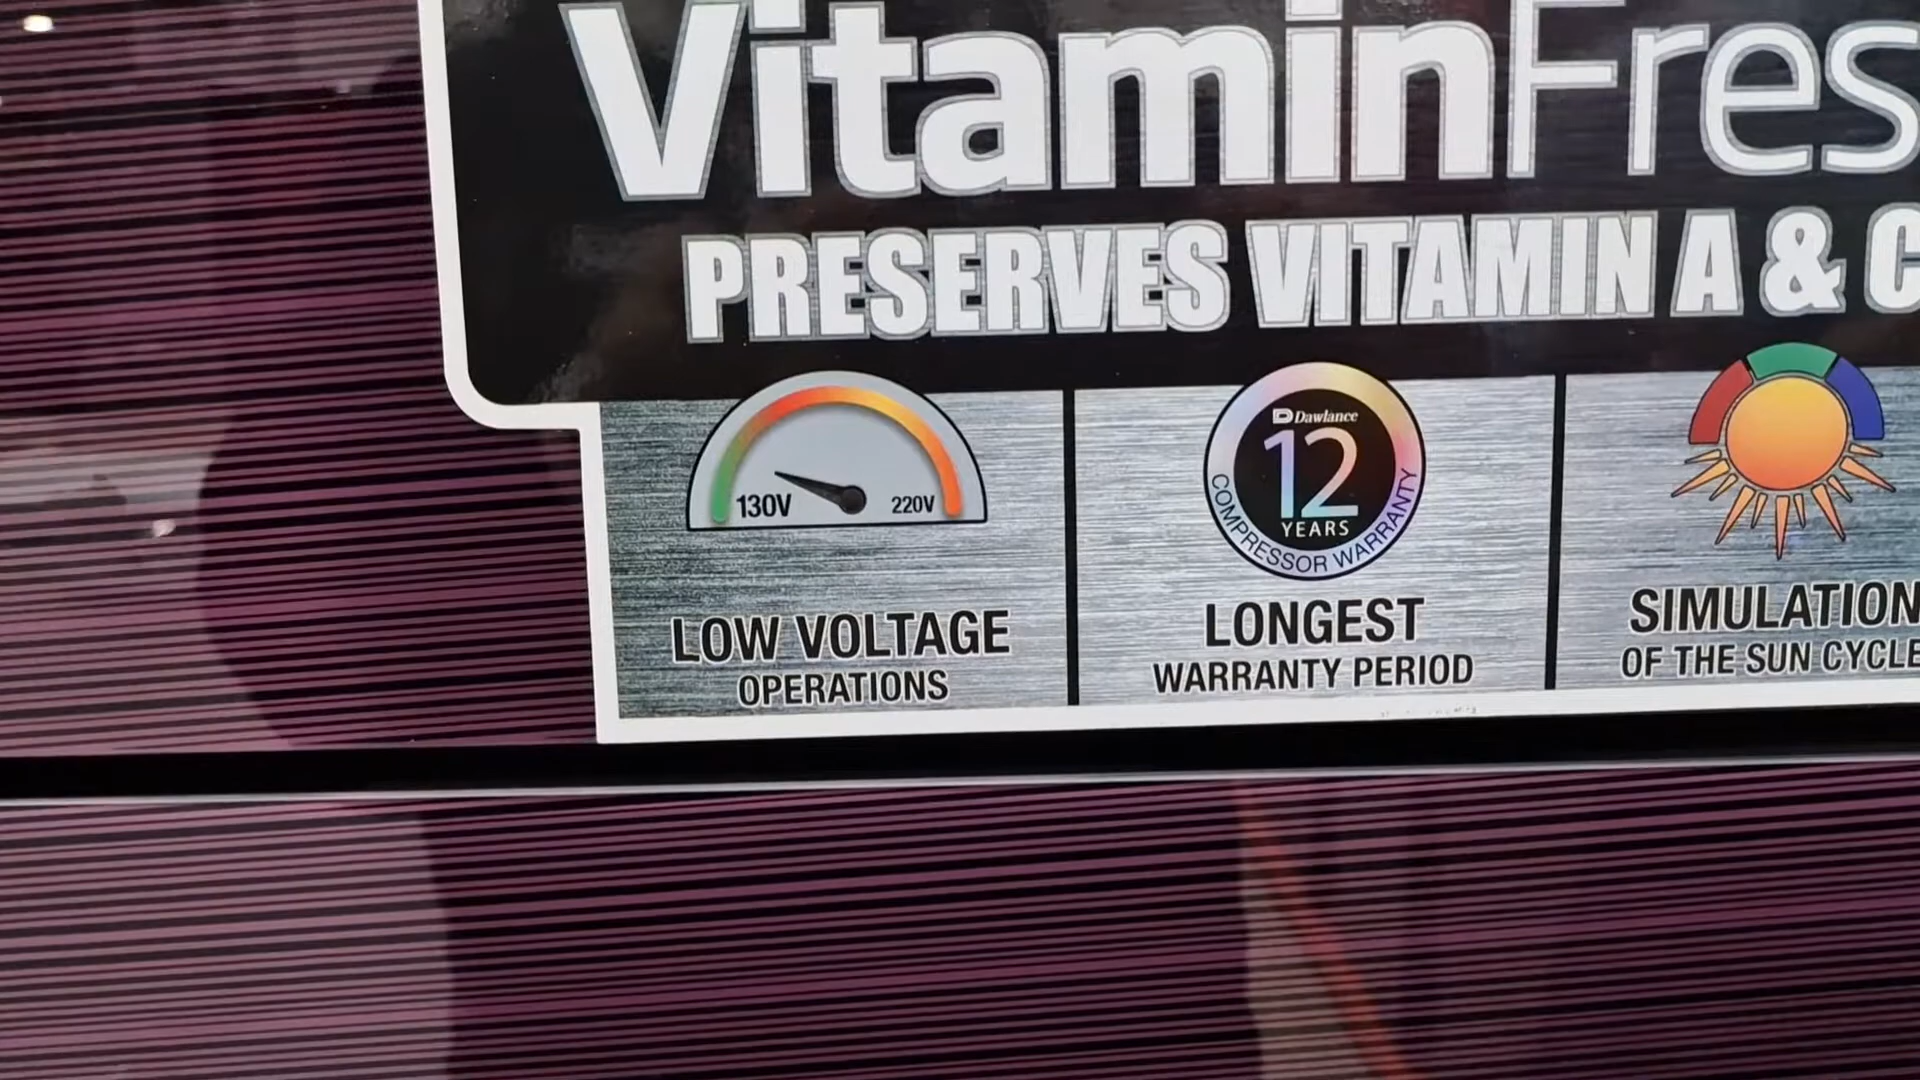 VitaminFres
PRESERVES VITAMIN A & C
130V
220V
LOW VOLTAGE
OPERATIONS
Dawlance
12
YEARS
COMPRESSOR WARRANTY
LONGEST
WARRANTY PERIOD
SIMULATION
OF THE SUN CYCLE